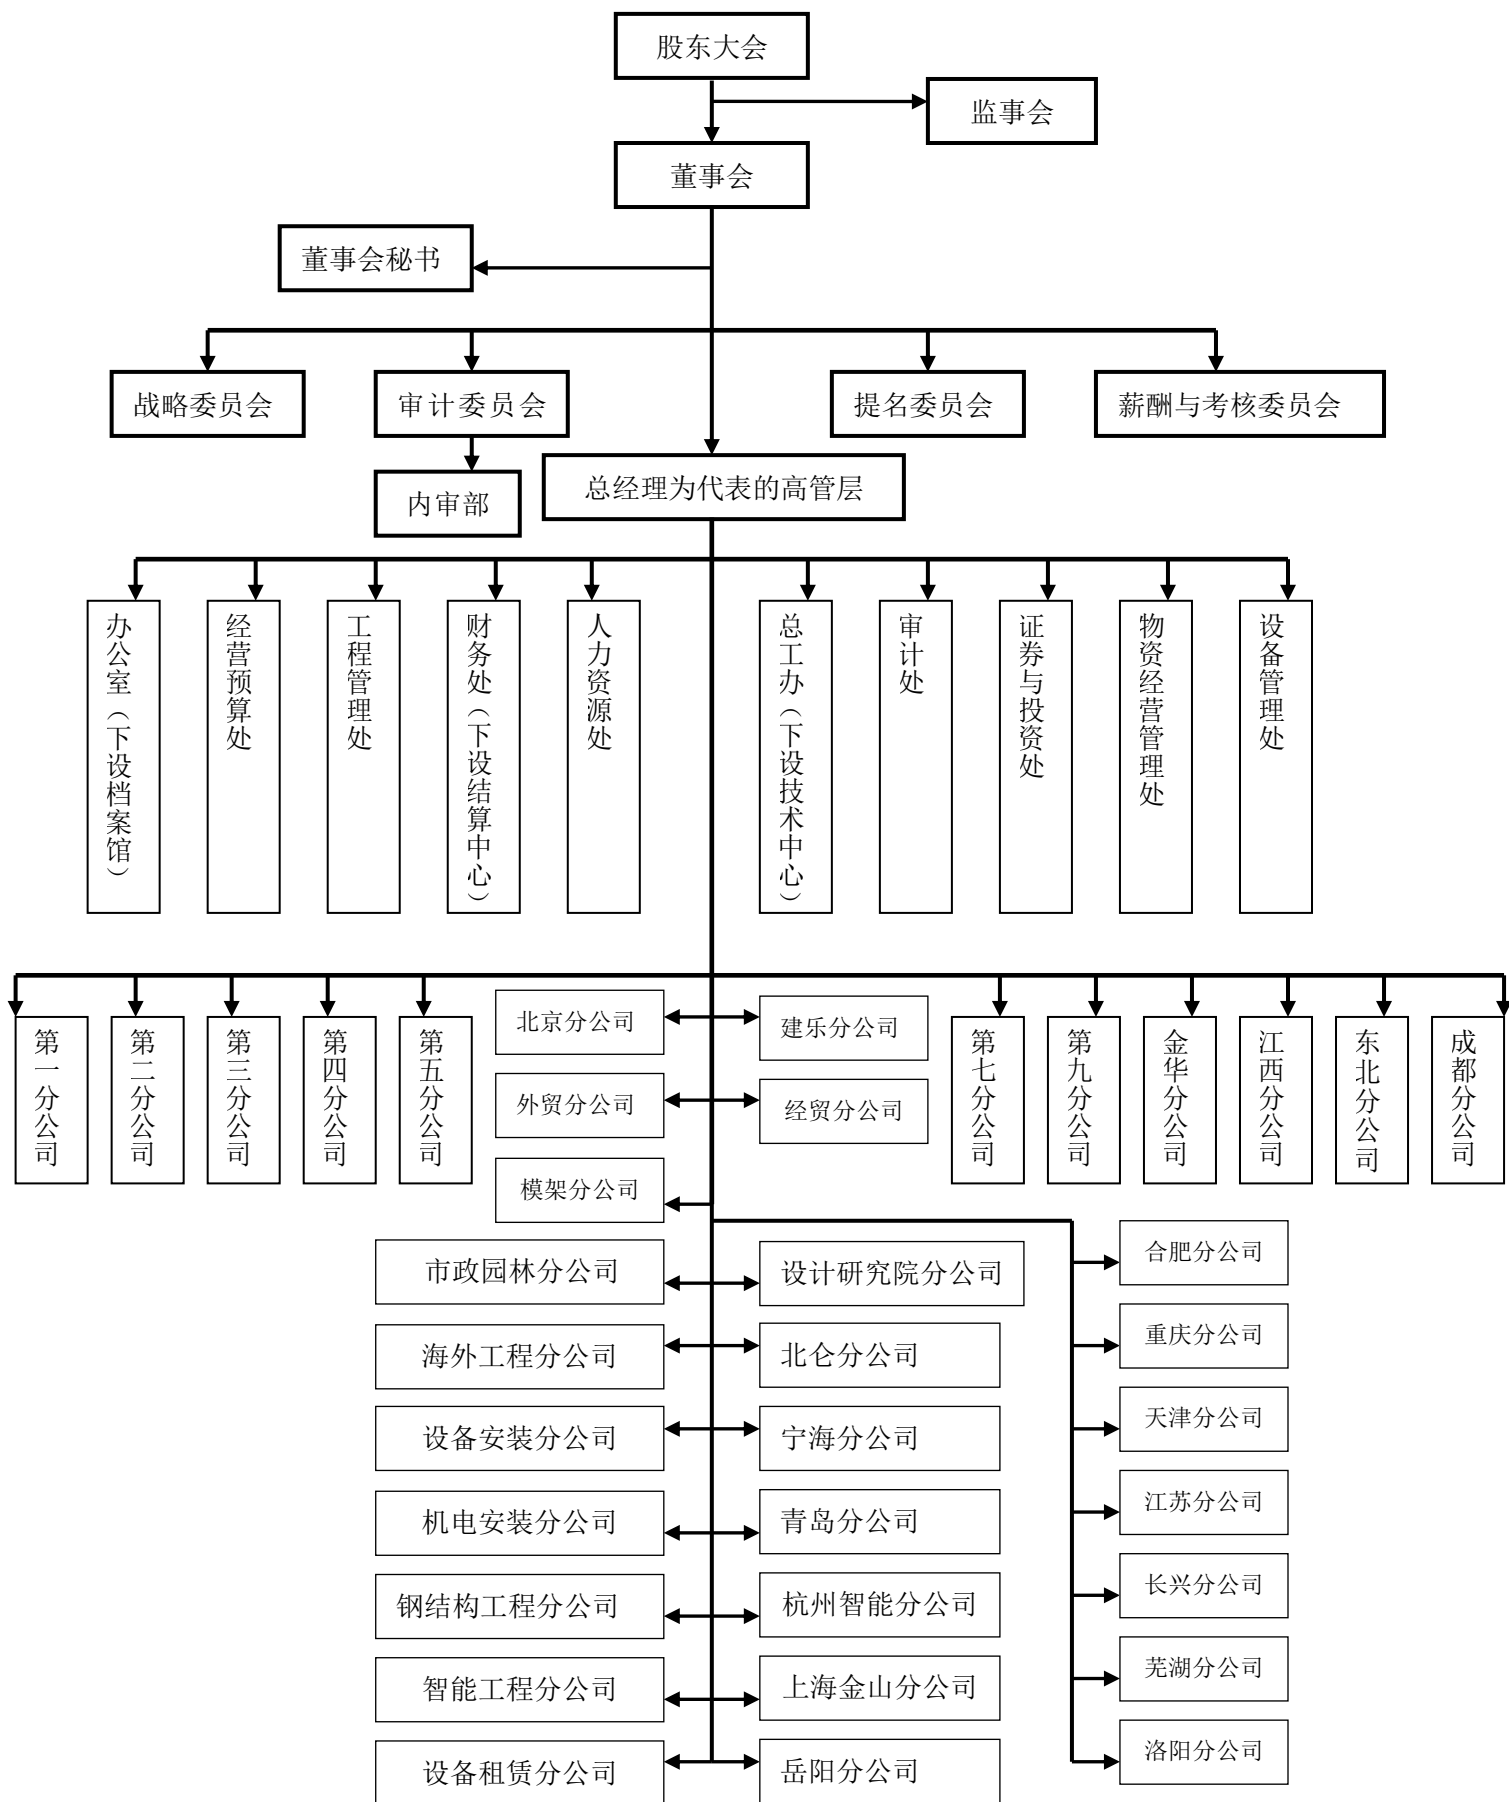 股东大会
监事会
董事会
董事会秘书
战略委员会
审计委员会
提名委员会
薪酬与考核委员会
内审部
总经理为代表的高管层
办公室（下设档案馆）
经营预算处
工程管理处
财务处（下设结算中心）
人力资源处
总工办（下设技术中心）
审计处
证券与投资处
物资经营管理处
设备管理处
第一分公司
第二分公司
第三分公司
第四分公司
第五分公司
北京分公司
建乐分公司
外贸分公司
经贸分公司
模架分公司
第七分公司
第九分公司
金华分公司
江西分公司
东北分公司
成都分公司
市政园林分公司
设计研究院分公司
海外工程分公司
北仑分公司
设备安装分公司
宁海分公司
机电安装分公司
青岛分公司
钢结构工程分公司
杭州智能分公司
智能工程分公司
上海金山分公司
设备租赁分公司
岳阳分公司
合肥分公司
重庆分公司
天津分公司
江苏分公司
长兴分公司
芜湖分公司
洛阳分公司